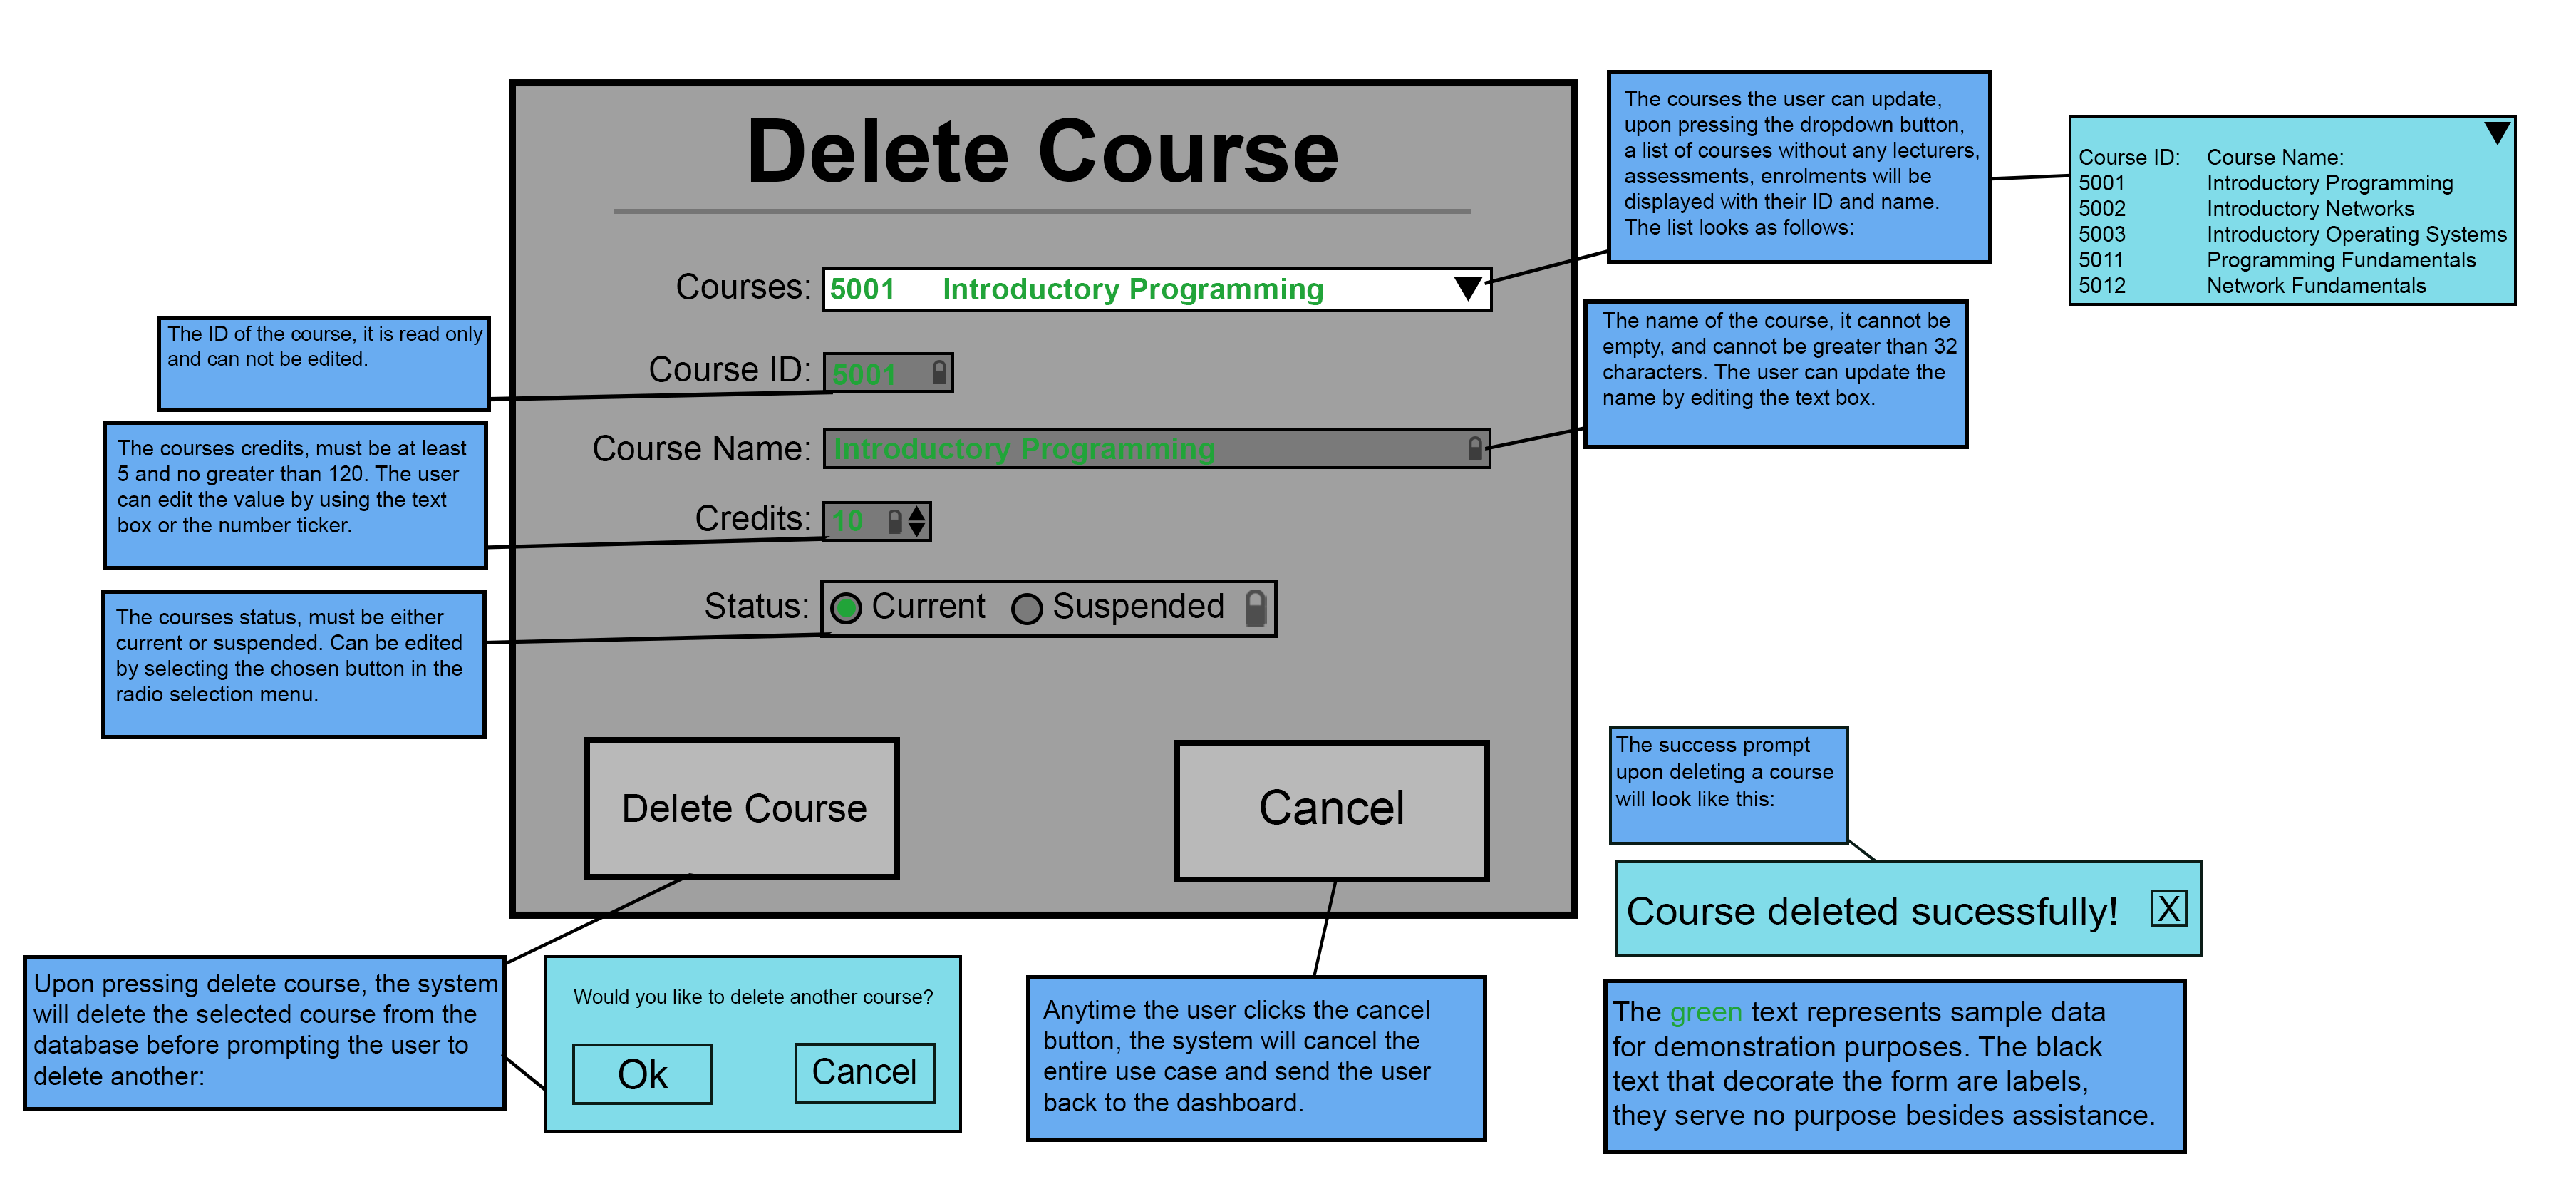 Delete Course
Courses:
5001 Introductory Programming
Course ID:
5001
Course Name:
Introductory Programming
Credits:
10
Status:
Current
Suspended
Delete Course
Cancel
The ID of the course, it is read only
and can not be edited.
The courses credits, must be at least
5 and no greater than 120. The user
can edit the value by using the text
box or the number ticker.
The courses status, must be either
current or suspended. Can be edited
by selecting the chosen button in the
radio selection menu.
The courses the user can update,
upon pressing the dropdown button,
a list of courses without any lecturers,
assessments, enrolments will be
displayed with their ID and name.
The list looks as follows:
Course ID: Course Name:
5001 Introductory Programming
5002 Introductory Networks
5003 Introductory Operating Systems
5011 Programming Fundamentals
5012 Network Fundamentals
The name of the course, it cannot be
empty, and cannot be greater than 32
characters. The user can update the
name by editing the text box.
The success prompt
upon deleting a course
will look like this:
Course deleted sucessfully!
X
Upon pressing delete course, the system
will delete the selected course from the
database before prompting the user to
delete another:
Would you like to delete another course?
Ok
Cancel
Anytime the user clicks the cancel
button, the system will cancel the
entire use case and send the user
back to the dashboard.
The green text represents sample data
for demonstration purposes. The black
text that decorate the form are labels,
they serve no purpose besides assistance.